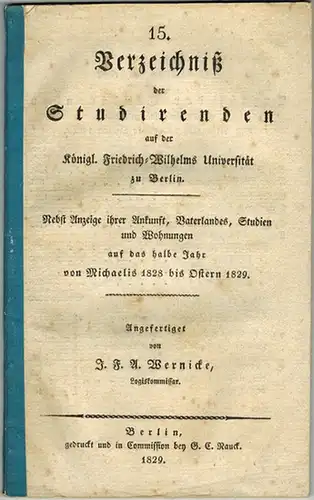 15.
Verzeichniß
der
Studirenden
auf der
Königl. Friedrich-Wilhelms Universität
zu Berlin.
Nebst Anzeige ihrer Ankunft, Vaterlandes, Studien
und Wohnungen
auf das halbe Jahr
von Michaelis 1828 bis Ostern 1829.
Angefertiget
von
J. F. A. Wernicke,
Logiskommissar.
Berlin,
gedruckt und in Commission bey G. C. Nauck.
1829.